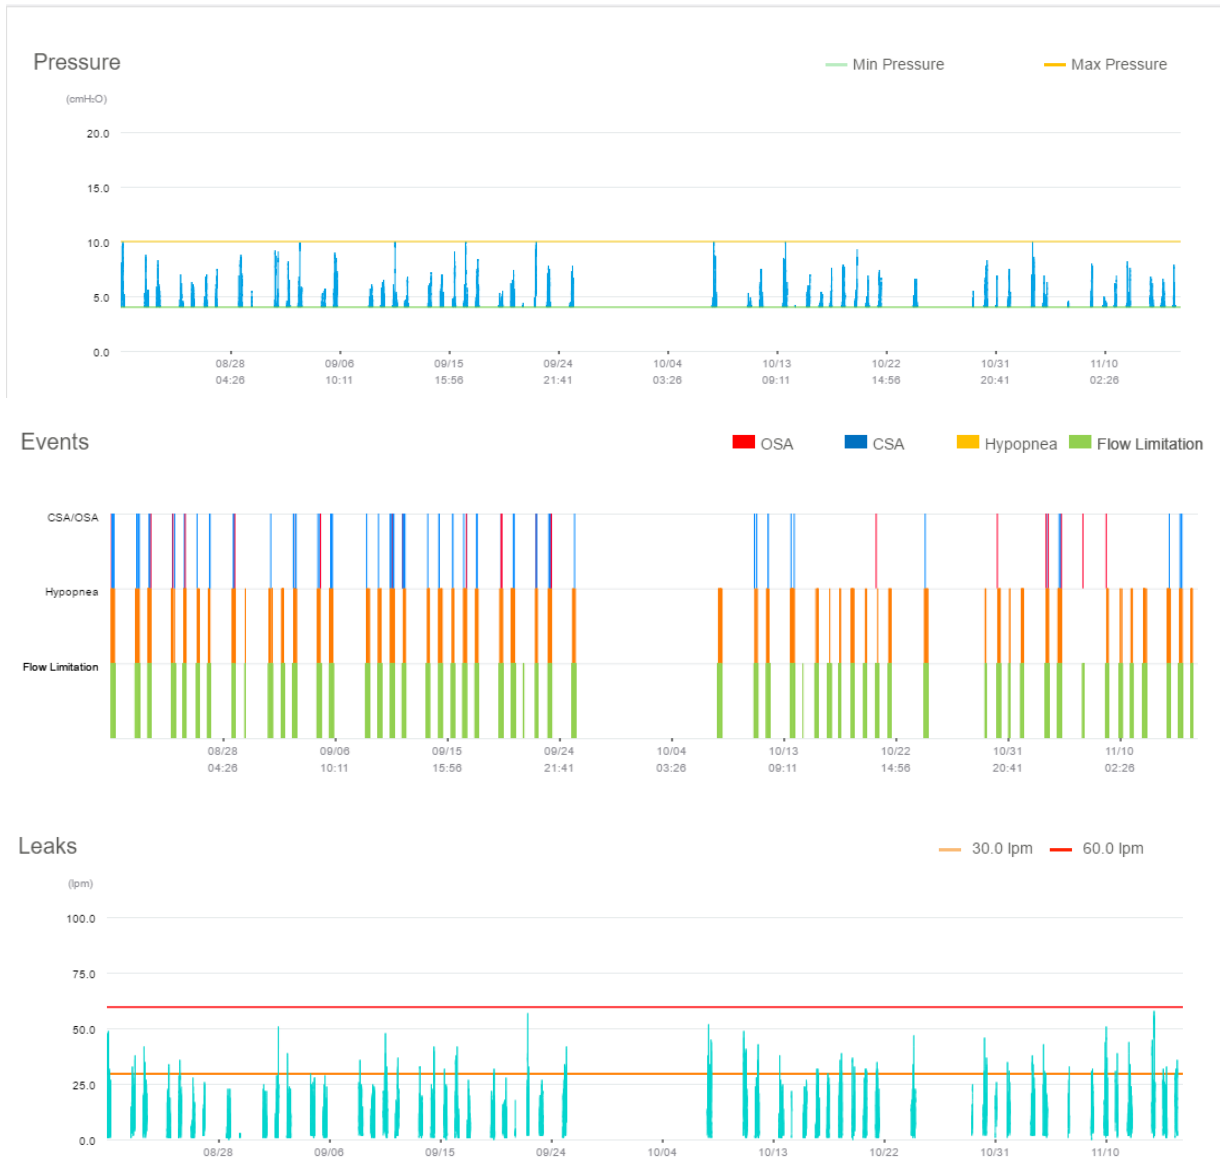 Pressure
Min Pressure
Max Pressure
(cmH₂O)
20.0
15.0
10.0
5.0
0.0
08/28 09/06 09/15 09/24 10/04 10/13 10/22 10/31 11/10
04:26 10:11 15:56 21:41 03:26 09:11 14:56 20:41 02:26
Events
OSA
CSA
Hypopnea
Flow Limitation
CSA/OSA
Hypopnea
Flow Limitation
08/28 09/06 09/15 09/24 10/04 10/13 10/22 10/31 11/10
04:26 10:11 15:56 21:41 03:26 09:11 14:56 20:41 02:26
Leaks
30.0 lpm
60.0 lpm
(lpm)
100.0
75.0
50.0
25.0
0.0
08/28 09/06 09/15 09/24 10/04 10/13 10/22 10/31 11/10